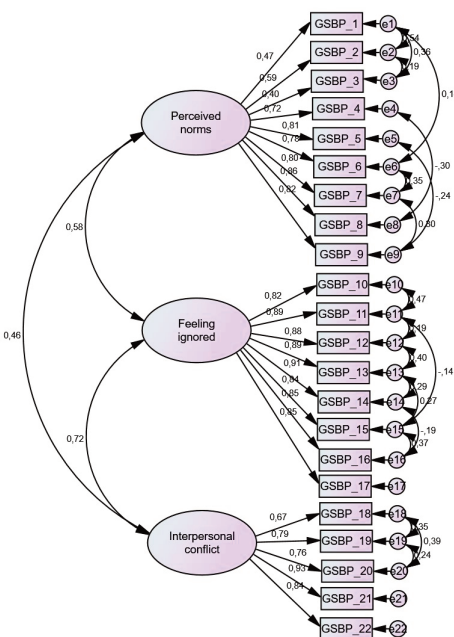 GSBP_1
e1
0,47
,54
GSBP_2
e2
0,36
0,59
,19
GSBP_3
e3
0,40
0,1
0,72
GSBP_4
e4
Perceived
norms
0,81
GSBP_5
e5
0,78
0,80
GSBP_6
e6
-,30
0,86
,35
GSBP_7
e7
-,24
0,82
GSBP_8
e8
0,30
0,58
GSBP_9
e9
GSBP_10
e10
0,82
,47
0,89
GSBP_11
e11
,19
Feeling
ignored
0,88
GSBP_12
e12
0,89
,40
0,46
0,91
GSBP_13
e13
-,14
,29
0,84
GSBP_14
e14
0,27
0,85
GSBP_15
e15
-,19
0,85
,37
0,72
GSBP_16
e16
GSBP_17
e17
GSBP_18
e18
0,67
,35
0,79
GSBP_19
e19
0,39
Interpersonal
conflict
0,76
,24
GSBP_20
e20
0,93
0,84
GSBP_21
e21
GSBP_22
e22